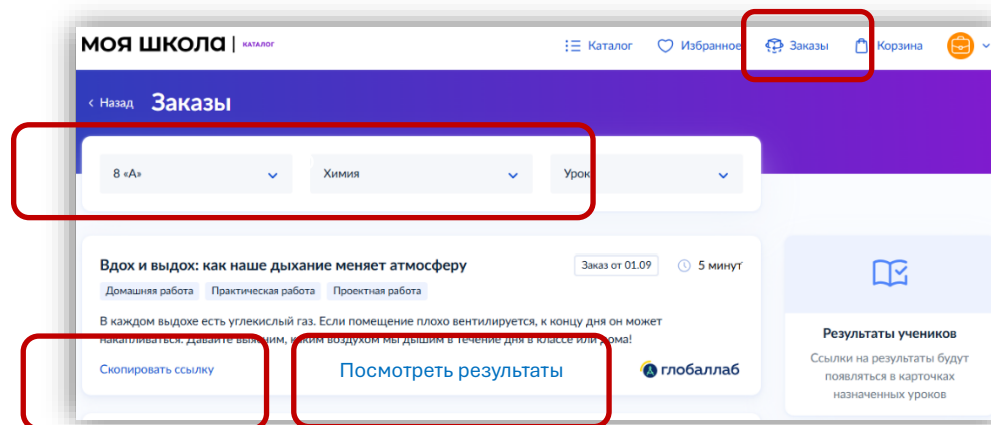 МОЯ ШКОЛА | КАТАЛОГ
Каталог Избранное Заказы Корзина
Назад Заказы
8 «А» Химия Урок
Вдох и выдох: как наше дыхание меняет атмосферу Заказ от 01.09 5 минут
Домашняя работа Практическая работа Проектная работа
В каждом выдохе есть углекислый газ. Если помещение плохо вентилируется, к концу дня он может
накапливаться. Давайте выясним, каким воздухом мы дышим в течение дня в классе или дома!
Скопировать ссылку Посмотреть результаты глобаллаб
Результаты учеников
Ссылки на результаты будут
появляться в карточках
назначенных уроков